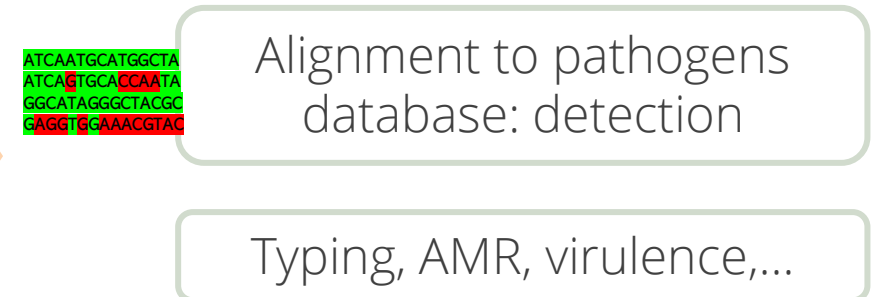 ATCAATGCATGGCTA
ATCAGTGCACCAATA
GGCATAGGGCTACGC
GAGGTGGAAACGTAC
Alignment to pathogens
database: detection
Typing, AMR, virulence,...